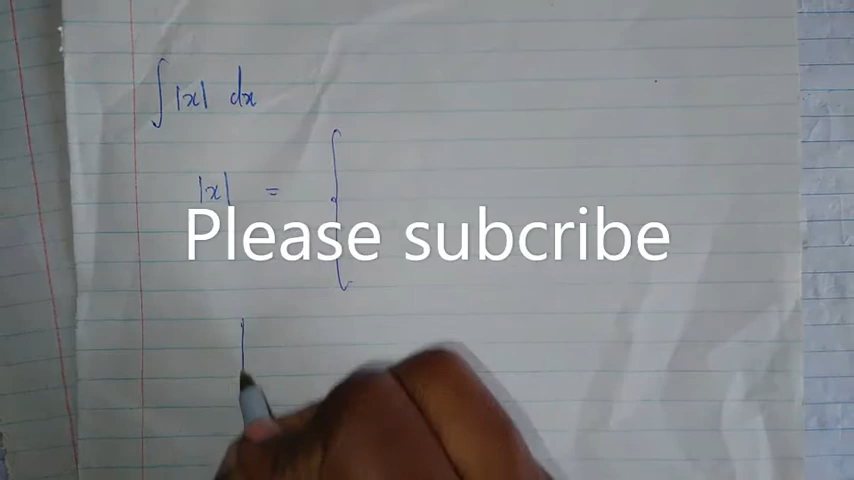 ∫ |x| dx
|x| = {
Please subcribe